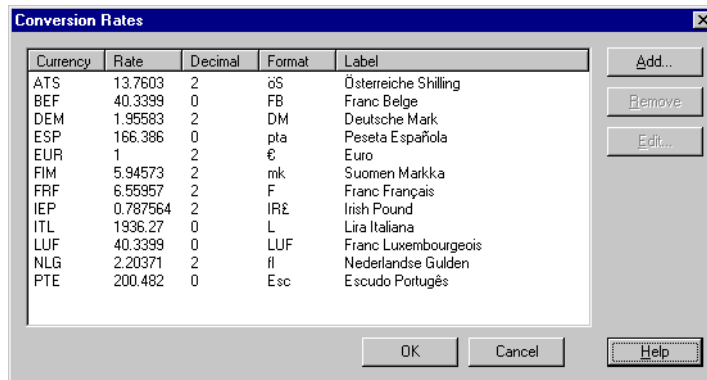 Conversion Rates
Currency Rate Decimal Format Label
ATS 13.7603 2 öS Österreiche Shilling
BEF 40.3399 0 FB Franc Belge
DEM 1.95583 2 DM Deutsche Mark
ESP 166.386 0 pta Peseta Española
EUR 1 2 € Euro
FIM 5.94573 2 mk Suomen Markka
FRF 6.55957 2 F Franc Français
IEP 0.787564 2 IR£ Irish Pound
ITL 1936.27 0 L Lira Italiana
LUF 40.3399 0 LUF Franc Luxembourgeois
NLG 2.20371 2 fl Nederlandse Gulden
PTE 200.482 0 Esc Escudo Portugês
Add...
Remove
Edit...
OK Cancel Help